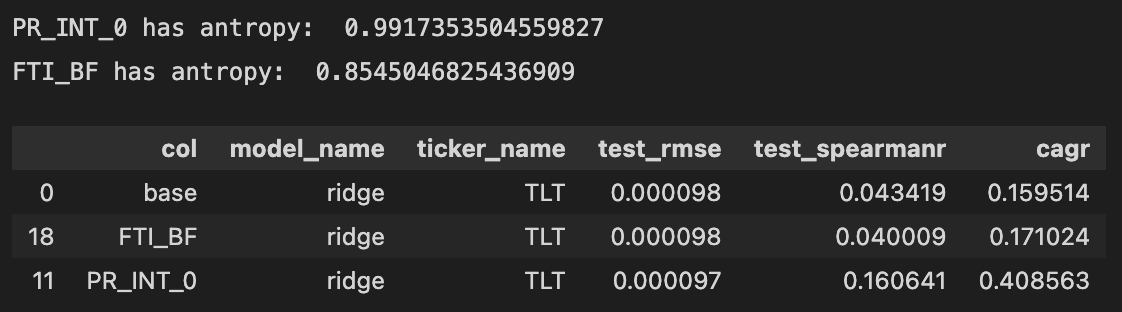 PR_INT_0 has antropy:  0.9917353504559827
FTI_BF has antropy:  0.8545046825436909
col model_name ticker_name test_rmse test_spearmanr cagr
0 base ridge TLT 0.000098 0.043419 0.159514
18 FTI_BF ridge TLT 0.000098 0.040009 0.171024
11 PR_INT_0 ridge TLT 0.000097 0.160641 0.408563